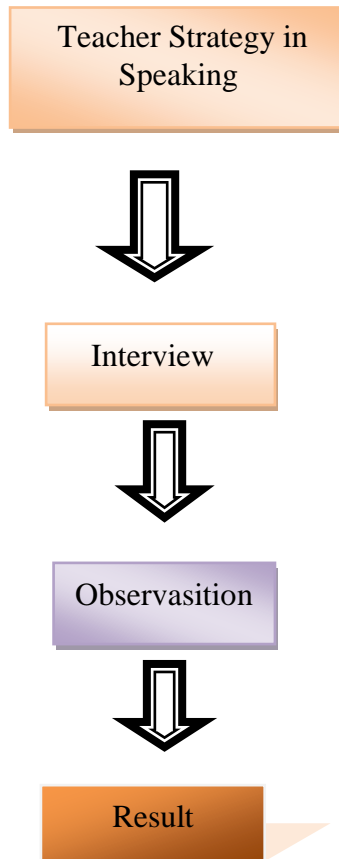 Teacher Strategy in
Speaking
Interview
Observasition
Result